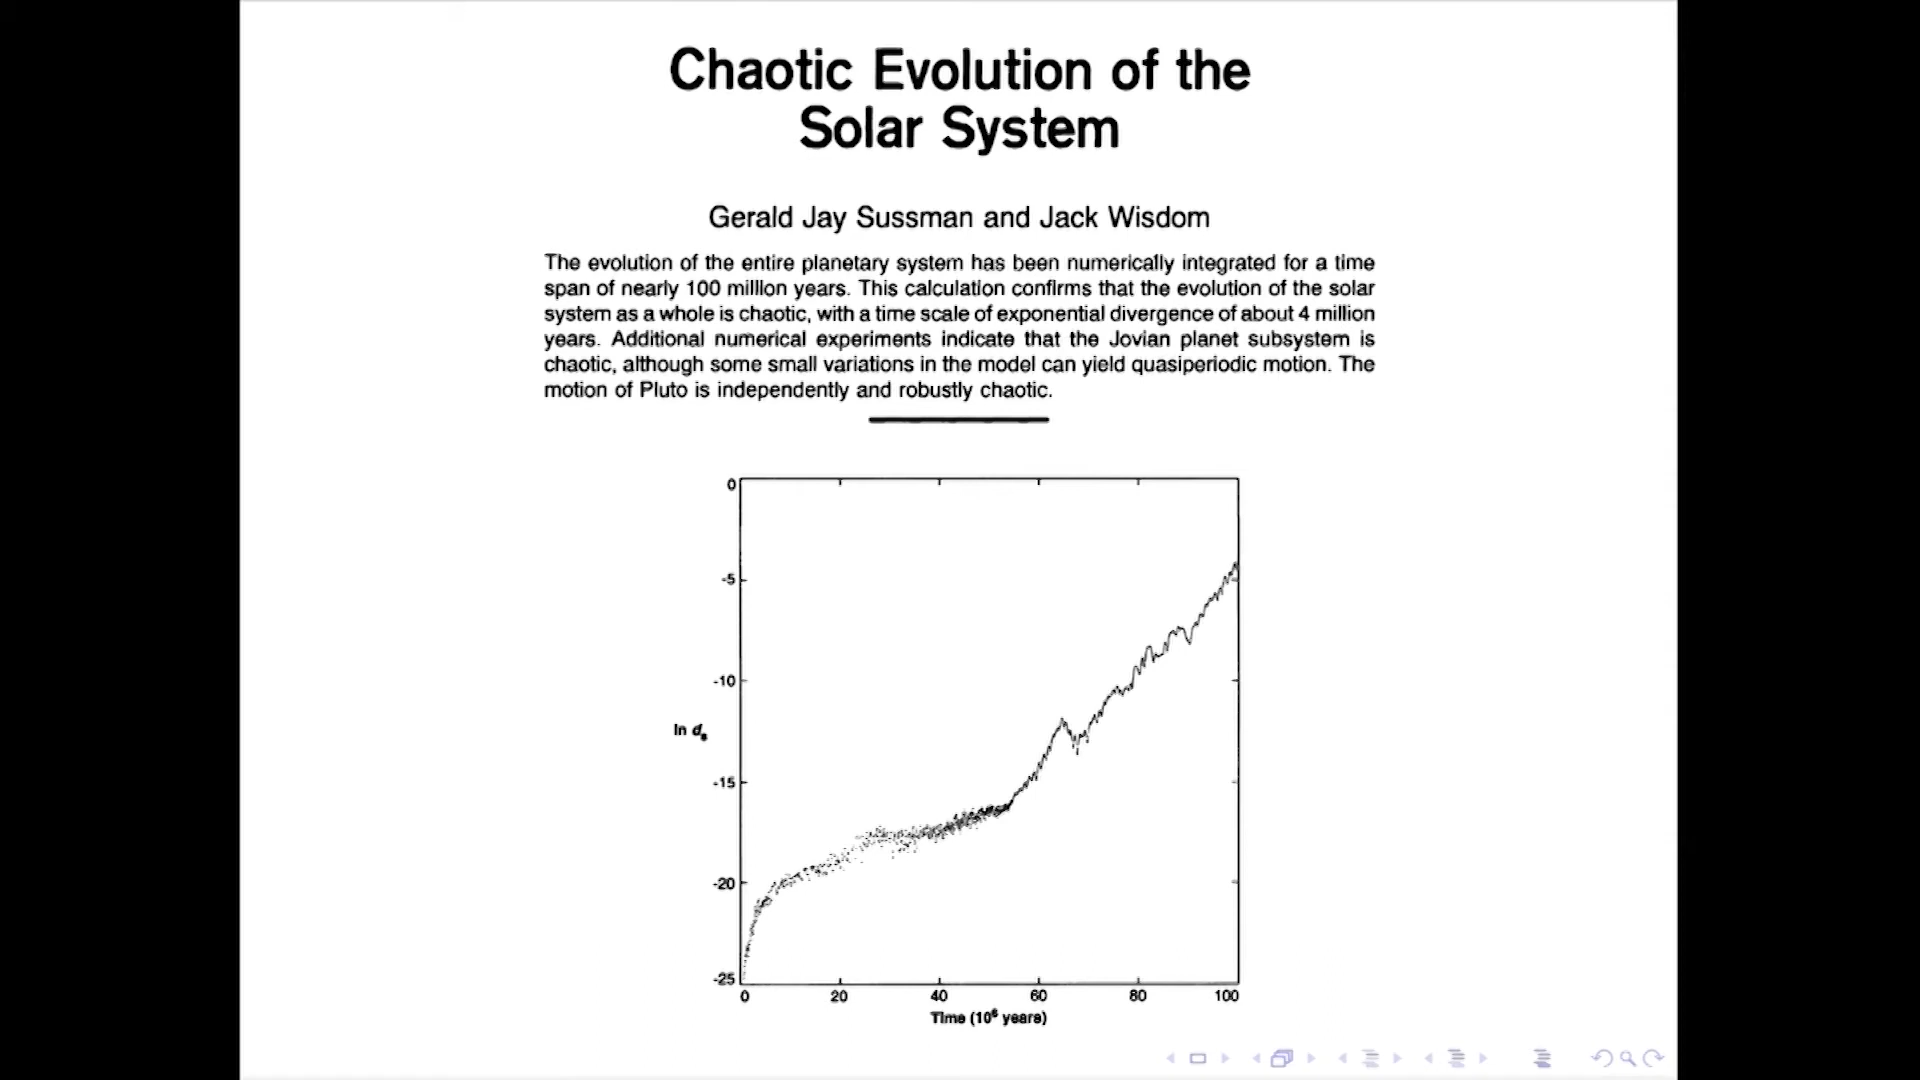 Chaotic Evolution of the
Solar System
Gerald Jay Sussman and Jack Wisdom
The evolution of the entire planetary system has been numerically integrated for a time
span of nearly 100 million years. This calculation confirms that the evolution of the solar
system as a whole is chaotic, with a time scale of exponential divergence of about 4 million
years. Additional numerical experiments indicate that the Jovian planet subsystem is
chaotic, although some small variations in the model can yield quasiperiodic motion. The
motion of Pluto is independently and robustly chaotic.
0
-5
-10
ln d_s
-15
-20
-25
0 20 40 60 80 100
Time (10⁶ years)